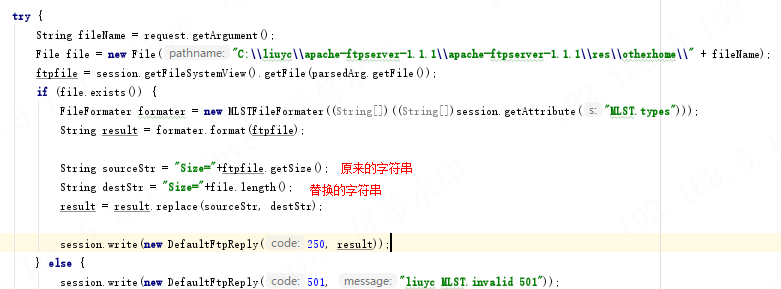 try {
String fileName = request.getArgument();
File file = new File( pathname: "C:\\liuyc\\apache-ftpserver-1.1.1\\apache-ftpserver-1.1.1\\res\\otherhome\\" + fileName);
ftpfile = session.getFileSystemView().getFile(parsedArg.getFile());
if (file.exists()) {
FileFormater formater = new MLSTFileFormater((String[])((String[])session.getAttribute( s: "MLST.types")));
String result = formater.format(ftpfile);
String sourceStr = "Size="+ftpfile.getSize(); 原来的字符串
String destStr = "Size="+file.length(); 替换的字符串
result = result.replace(sourceStr, destStr);
session.write(new DefaultFtpReply( code: 250, result));
} else {
session.write(new DefaultFtpReply( code: 501, message: "liuyc MLST.invalid 501"));